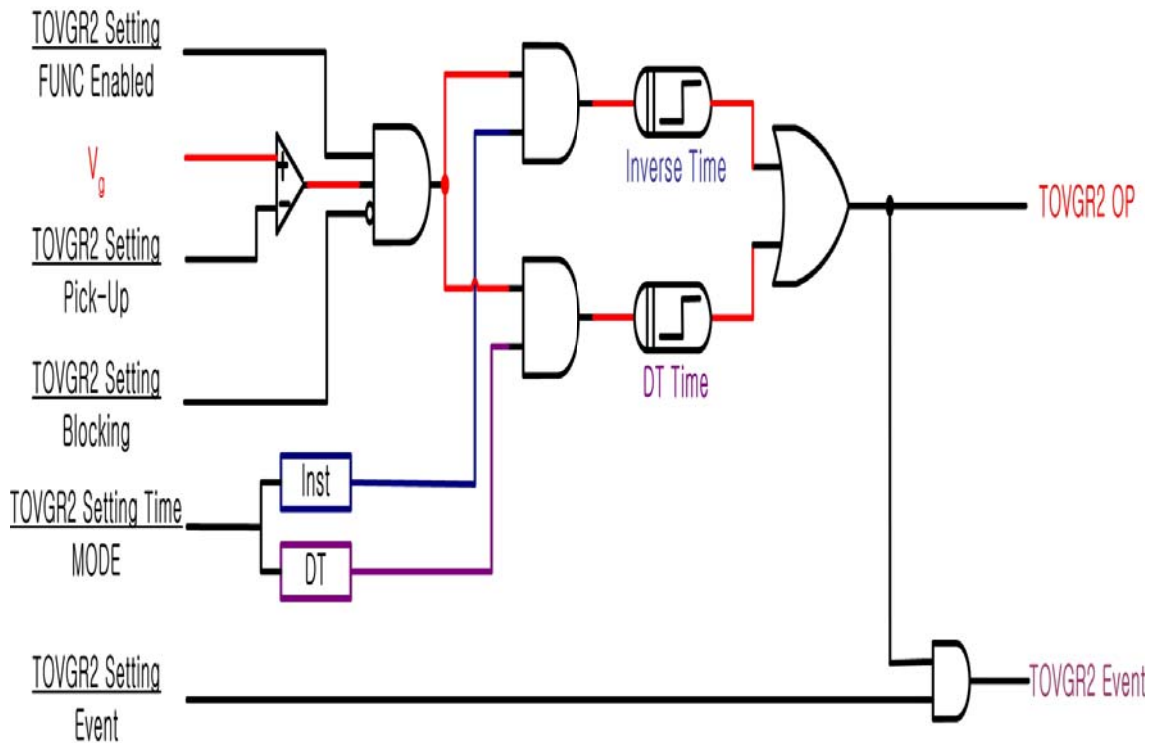 TOVGR2 Setting
FUNC Enabled
Vg
+
−
TOVGR2 Setting
Pick-Up
TOVGR2 Setting
Blocking
TOVGR2 Setting Time
MODE
Inst
DT
Inverse Time
DT Time
TOVGR2 OP
TOVGR2 Setting
Event
TOVGR2 Event